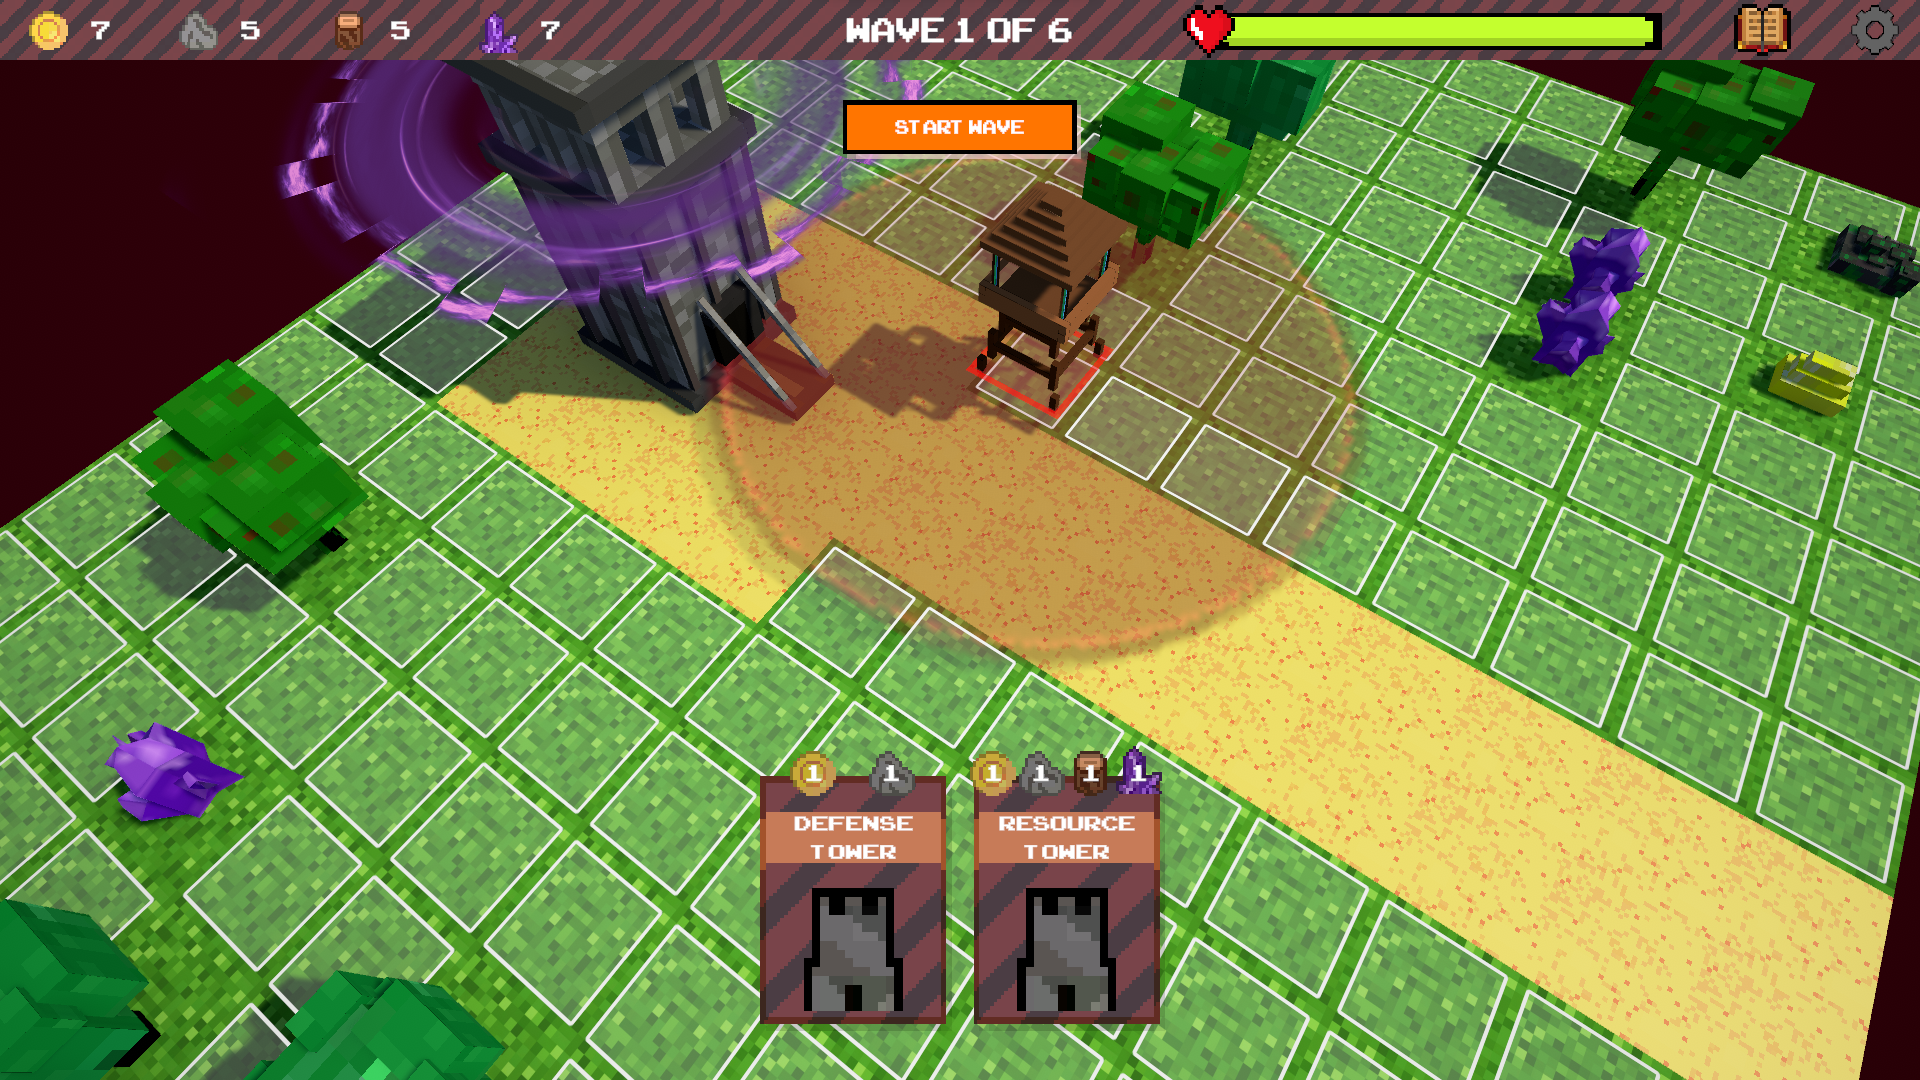 7 5 5 7 WAVE 1 OF 6
START WAVE
1 1 1 1 1 1
DEFENSE RESOURCE
TOWER TOWER